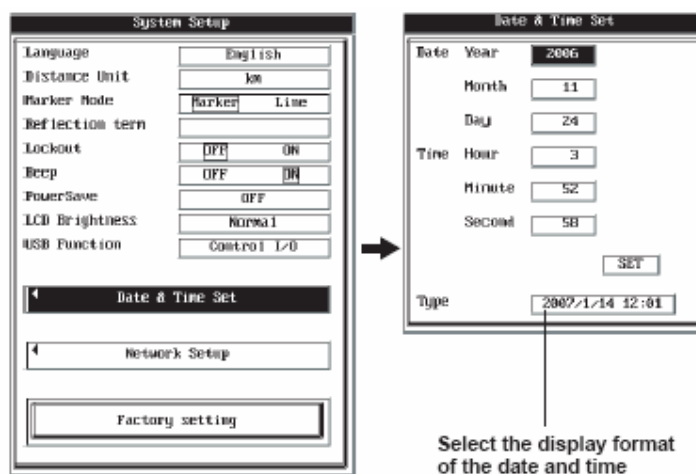 System Setup
Language English
Distance Unit km
Marker Mode Marker Line
Reflection term
Lockout OFF ON
Beep OFF ON
PowerSave OFF
LCD Brightness Normal
USB Function Control I/O
Date & Time Set
Network Setup
Factory setting
Date & Time Set
Date Year 2006
Month 11
Day 24
Time Hour 3
Minute 52
Second 58
SET
Type 2007/1/14 12:01
Select the display format
of the date and time